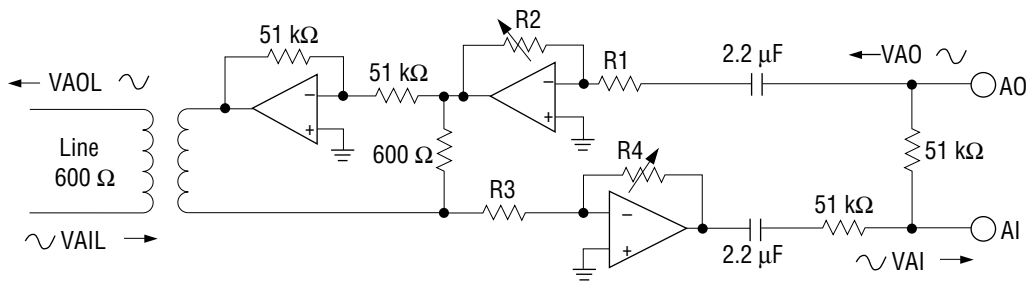 51 kΩ
R2
← VAOL
51 kΩ
R1
2.2 μF
← VAO
AO
−
+
−
+
Line
600 Ω
600 Ω
R4
51 kΩ
R3
51 kΩ
−
+
AI
VAIL →
2.2 μF
VAI →